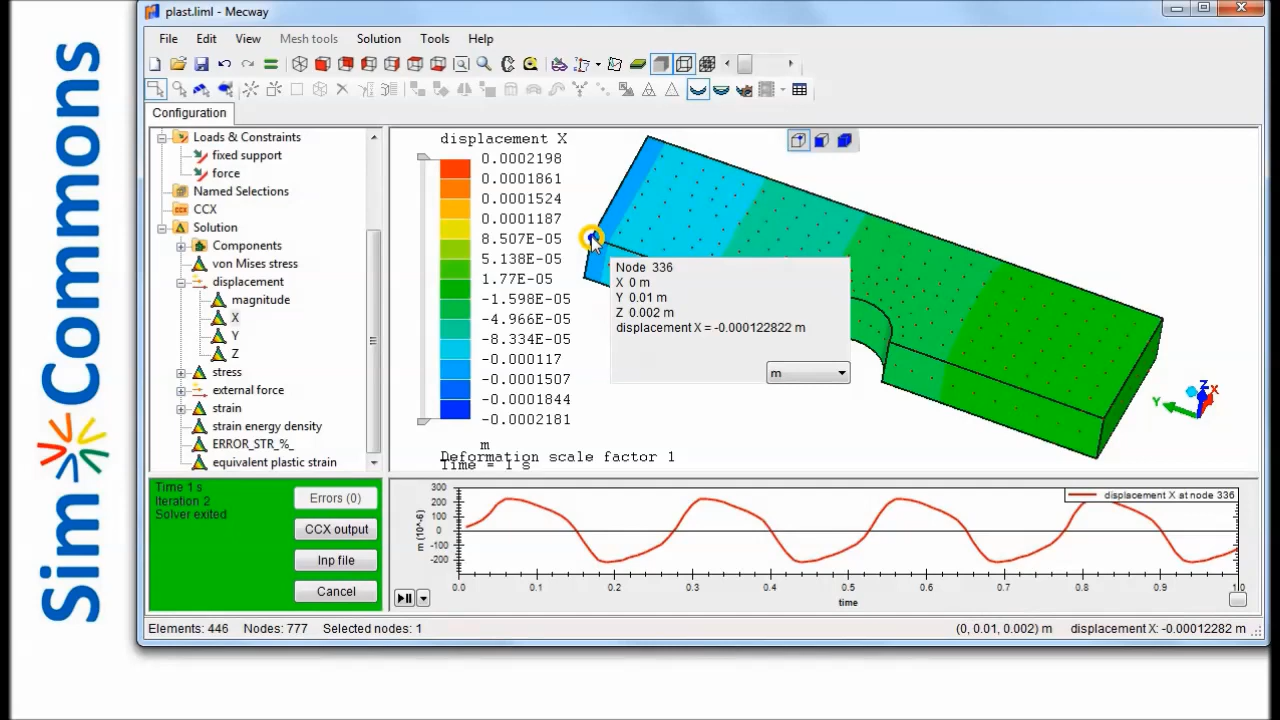 Sim Commons
plast.liml - Mecway
File Edit View Mesh tools Solution Tools Help
Configuration
Loads & Constraints
fixed support
force
Named Selections
CCX
Solution
Components
von Mises stress
displacement
magnitude
X
Y
Z
stress
external force
strain
strain energy density
ERROR_STR_%_
equivalent plastic strain
displacement X
0.0002198
0.0001861
0.0001524
0.0001187
8.507E-05
5.138E-05
1.77E-05
-1.598E-05
-4.966E-05
-8.334E-05
-0.000117
-0.0001507
-0.0001844
-0.0002181
m
Deformation scale factor 1
Time = 1 s
Node 336
X 0 m
Y 0.01 m
Z 0.002 m
displacement X = -0.000122822 m
m
Z
X
Y
Time 1 s
Iteration 2
Solver exited
Errors (0)
CCX output
Inp file
Cancel
300
200
100
0
-100
-200
m (10^-6)
displacement X at node 336
0.0 0.1 0.2 0.3 0.4 0.5 0.6 0.7 0.8 0.9 1.0
time
Elements: 446 Nodes: 777 Selected nodes: 1 (0, 0.01, 0.002) m displacement X: -0.00012282 m